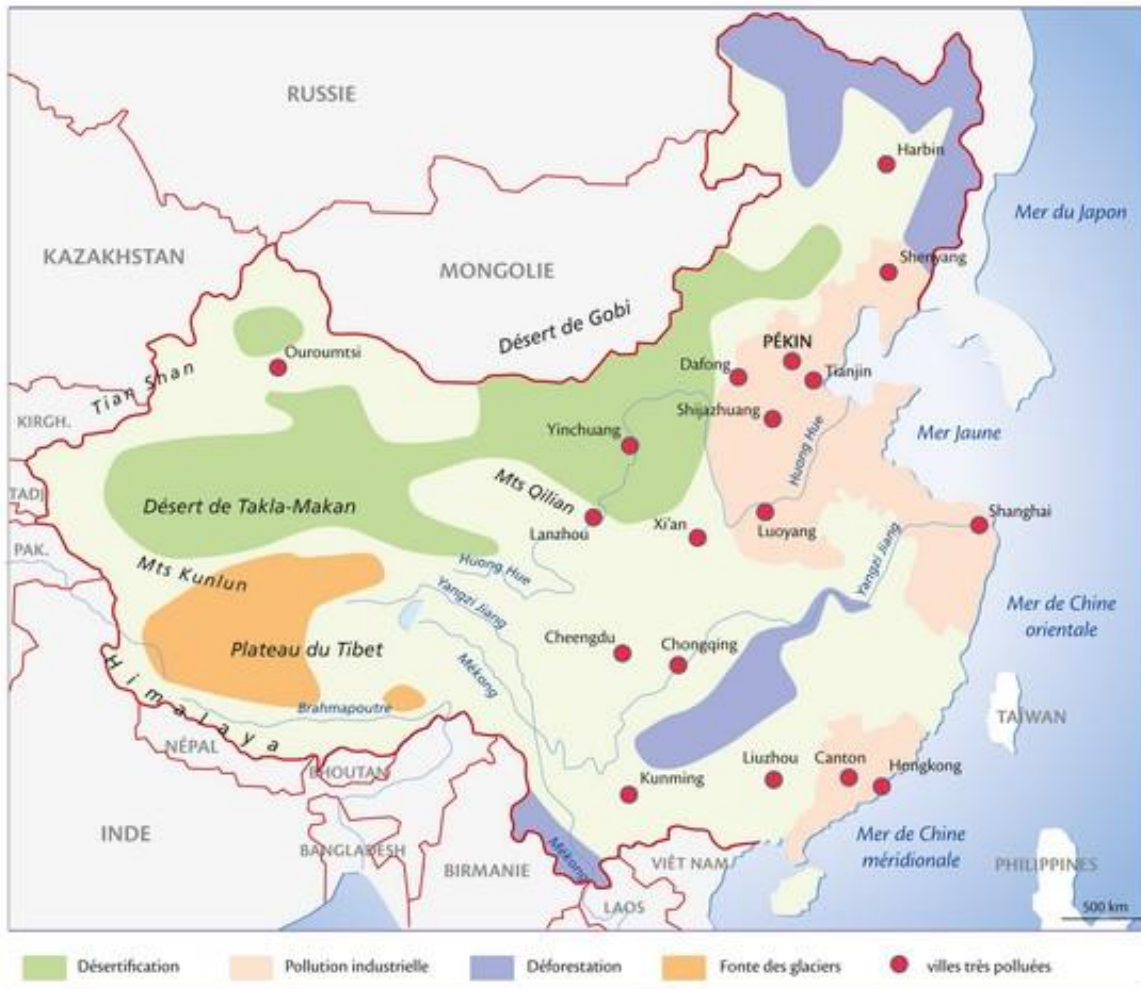 RUSSIE
Harbin
Mer du Japon
KAZAKHSTAN
MONGOLIE
Shenyang
Désert de Gobi
Ouroumtsi
Tian Shan
PÉKIN
Dafong
Tianjin
KIRGH.
Shijazhuang
Yinchuang
Huong Hue
Mer Jaune
Mts Qilian
TADJ.
Désert de Takla-Makan
Lanzhou
Xi'an
Luoyang
Shanghai
PAK.
Mts Kunlun
Huong Hue
Yangzi Jiang
Yangzi Jiang
Mer de Chine
orientale
Cheengdu
Chongqing
Plateau du Tibet
Mékong
Himalaya
Brahmapoutre
TAÏWAN
NÉPAL
BHOUTAN
Kunming
Liuzhou
Canton
Hongkong
INDE
BANGLADESH
BIRMANIE
Mékong
VIÊT NAM
Mer de Chine
méridionale
PHILIPPINES
LAOS
500 km
Désertification
Pollution industrielle
Déforestation
Fonte des glaciers
villes très polluées